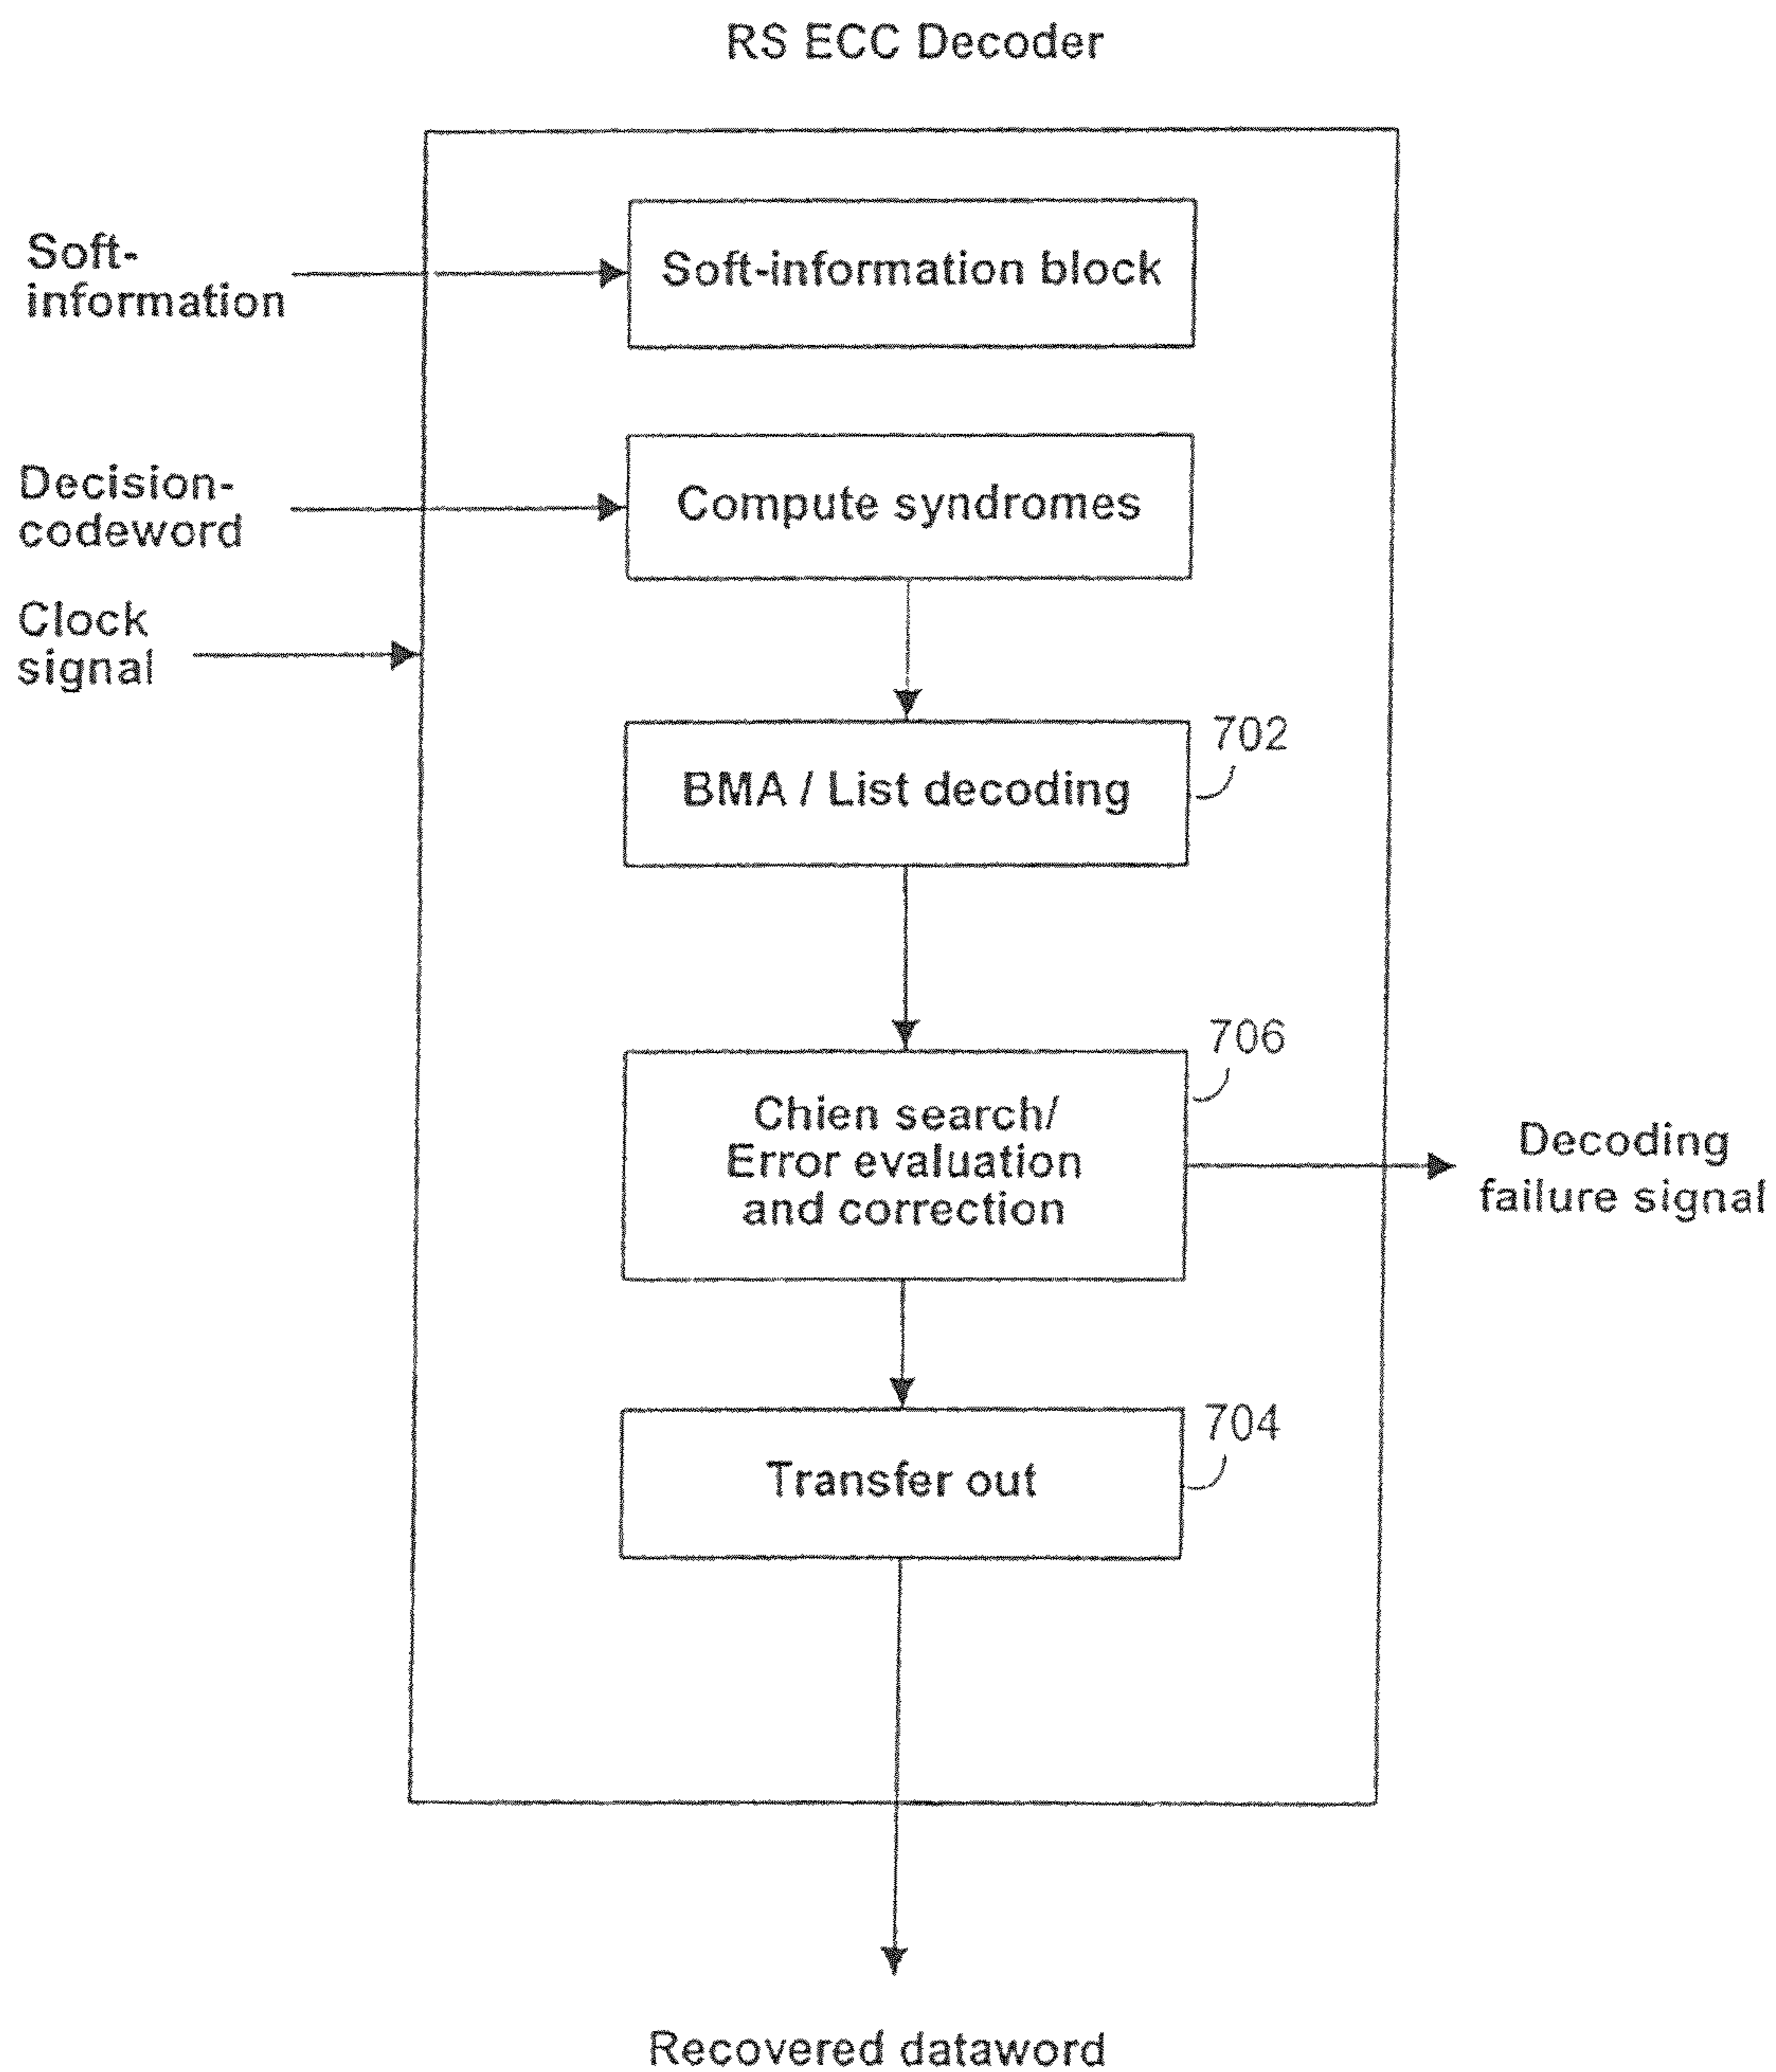 RS ECC Decoder
Soft-
information
Soft-information block
Decision-
codeword
Compute syndromes
Clock
signal
702
BMA / List decoding
706
Chien search/
Error evaluation
and correction
Decoding
failure signal
704
Transfer out
Recovered dataword